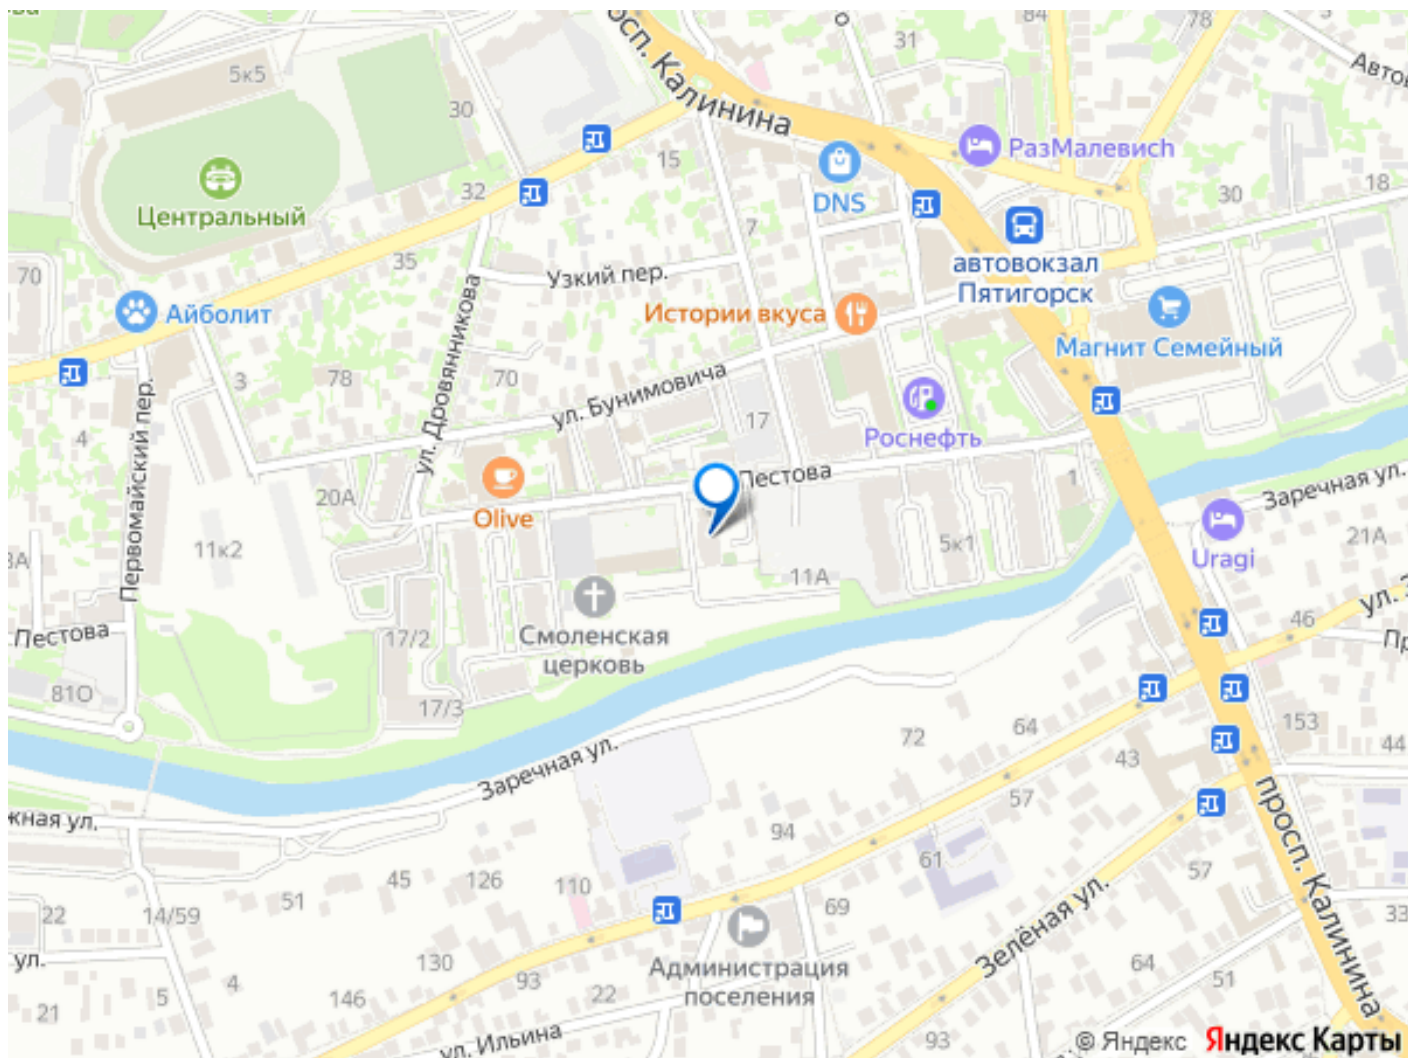 5к5
30
31
84
78
просп. Калинина
Авто
15
РазМалевич
32
Центральный
DNS
7
30
18
35
70
Узкий пер.
автовокзал
Пятигорск
Айболит
Истории вкуса
Магнит Семейный
ул. Дровянникова
3
78
70
ул. Бунимовича
Первомайский пер.
4
17
Роснефть
20А
Olive
Пестова
1
Заречная ул.
11к2
5к1
Uragi
21А
11А
Смоленская
церковь
17/2
46
ул. З
Пр
Пестова
81О
17/3
72
64
153
43
44
Заречная ул.
жная ул.
57
просп. Калинина
94
61
57
45
126
110
51
22
14/59
69
33
Зелёная ул.
ул.
Администрация
поселения
130
93
22
64
51
4
5
146
21
ул. Ильина
93
© Яндекс Яндекс Карты